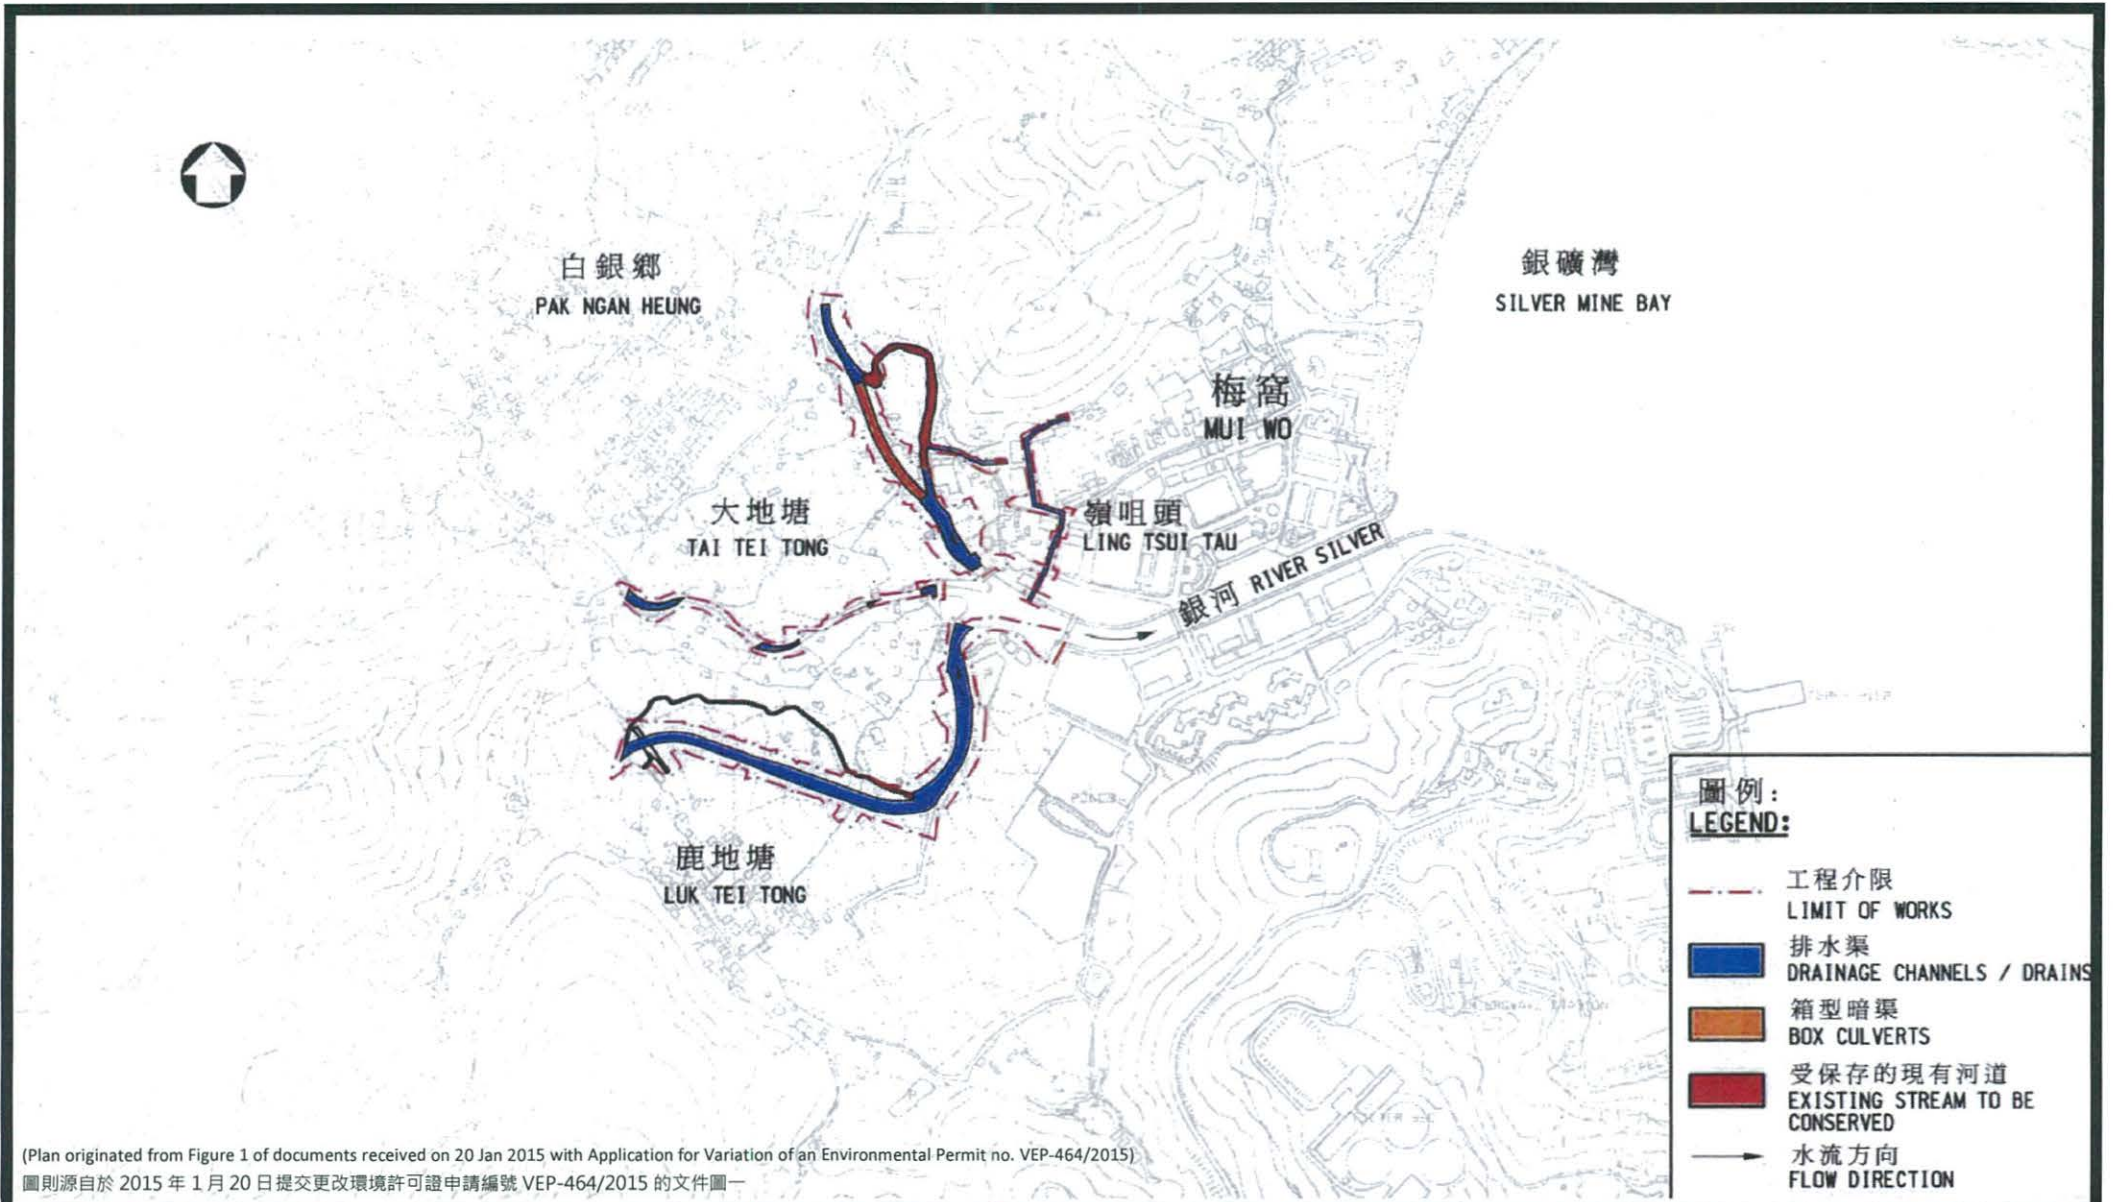 白銀鄉
PAK NGAN HEUNG
銀礦灣
SILVER MINE BAY
梅窩
MUI WO
大地塘
TAI TEI TONG
嶺咀頭
LING TSUI TAU
銀河 RIVER SILVER
鹿地塘
LUK TEI TONG
圖例:
LEGEND:
工程介限
LIMIT OF WORKS
排水渠
DRAINAGE CHANNELS / DRAINS
箱型暗渠
BOX CULVERTS
受保存的現有河道
EXISTING STREAM TO BE
CONSERVED
水流方向
FLOW DIRECTION
(Plan originated from Figure 1 of documents received on 20 Jan 2015 with Application for Variation of an Environmental Permit no. VEP-464/2015)
圖則源自於 2015 年 1 月 20 日提交更改環境許可證申請編號 VEP-464/2015 的文件圖一